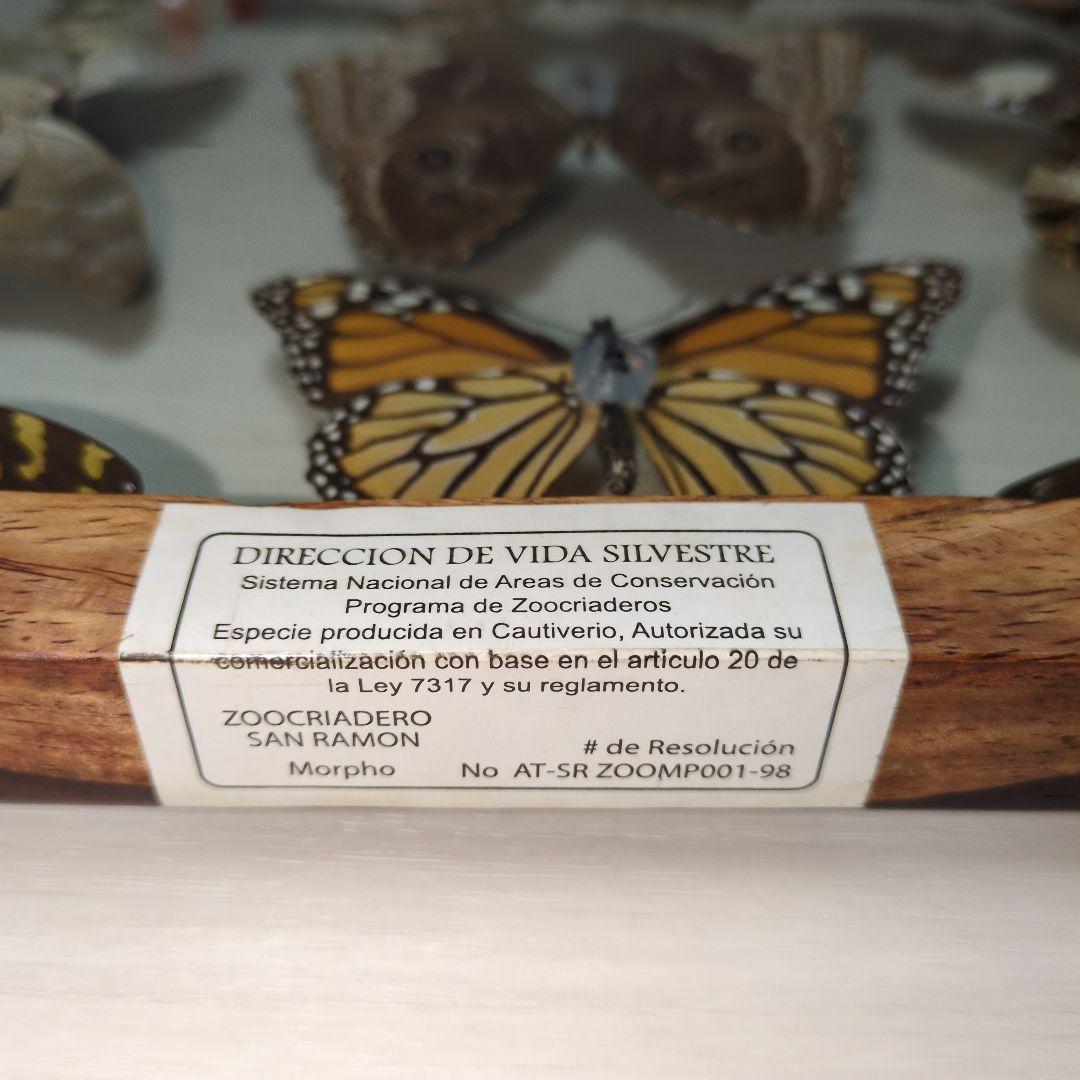 DIRECCION DE VIDA SILVESTRE
Sistema Nacional de Areas de Conservación
Programa de Zoocriaderos
Especie producida en Cautiverio, Autorizada su
comercialización con base en el articulo 20 de
la Ley 7317 y su reglamento.
ZOOCRIADERO
SAN RAMON
Morpho
# de Resolución
No AT-SR ZOOMP001-98